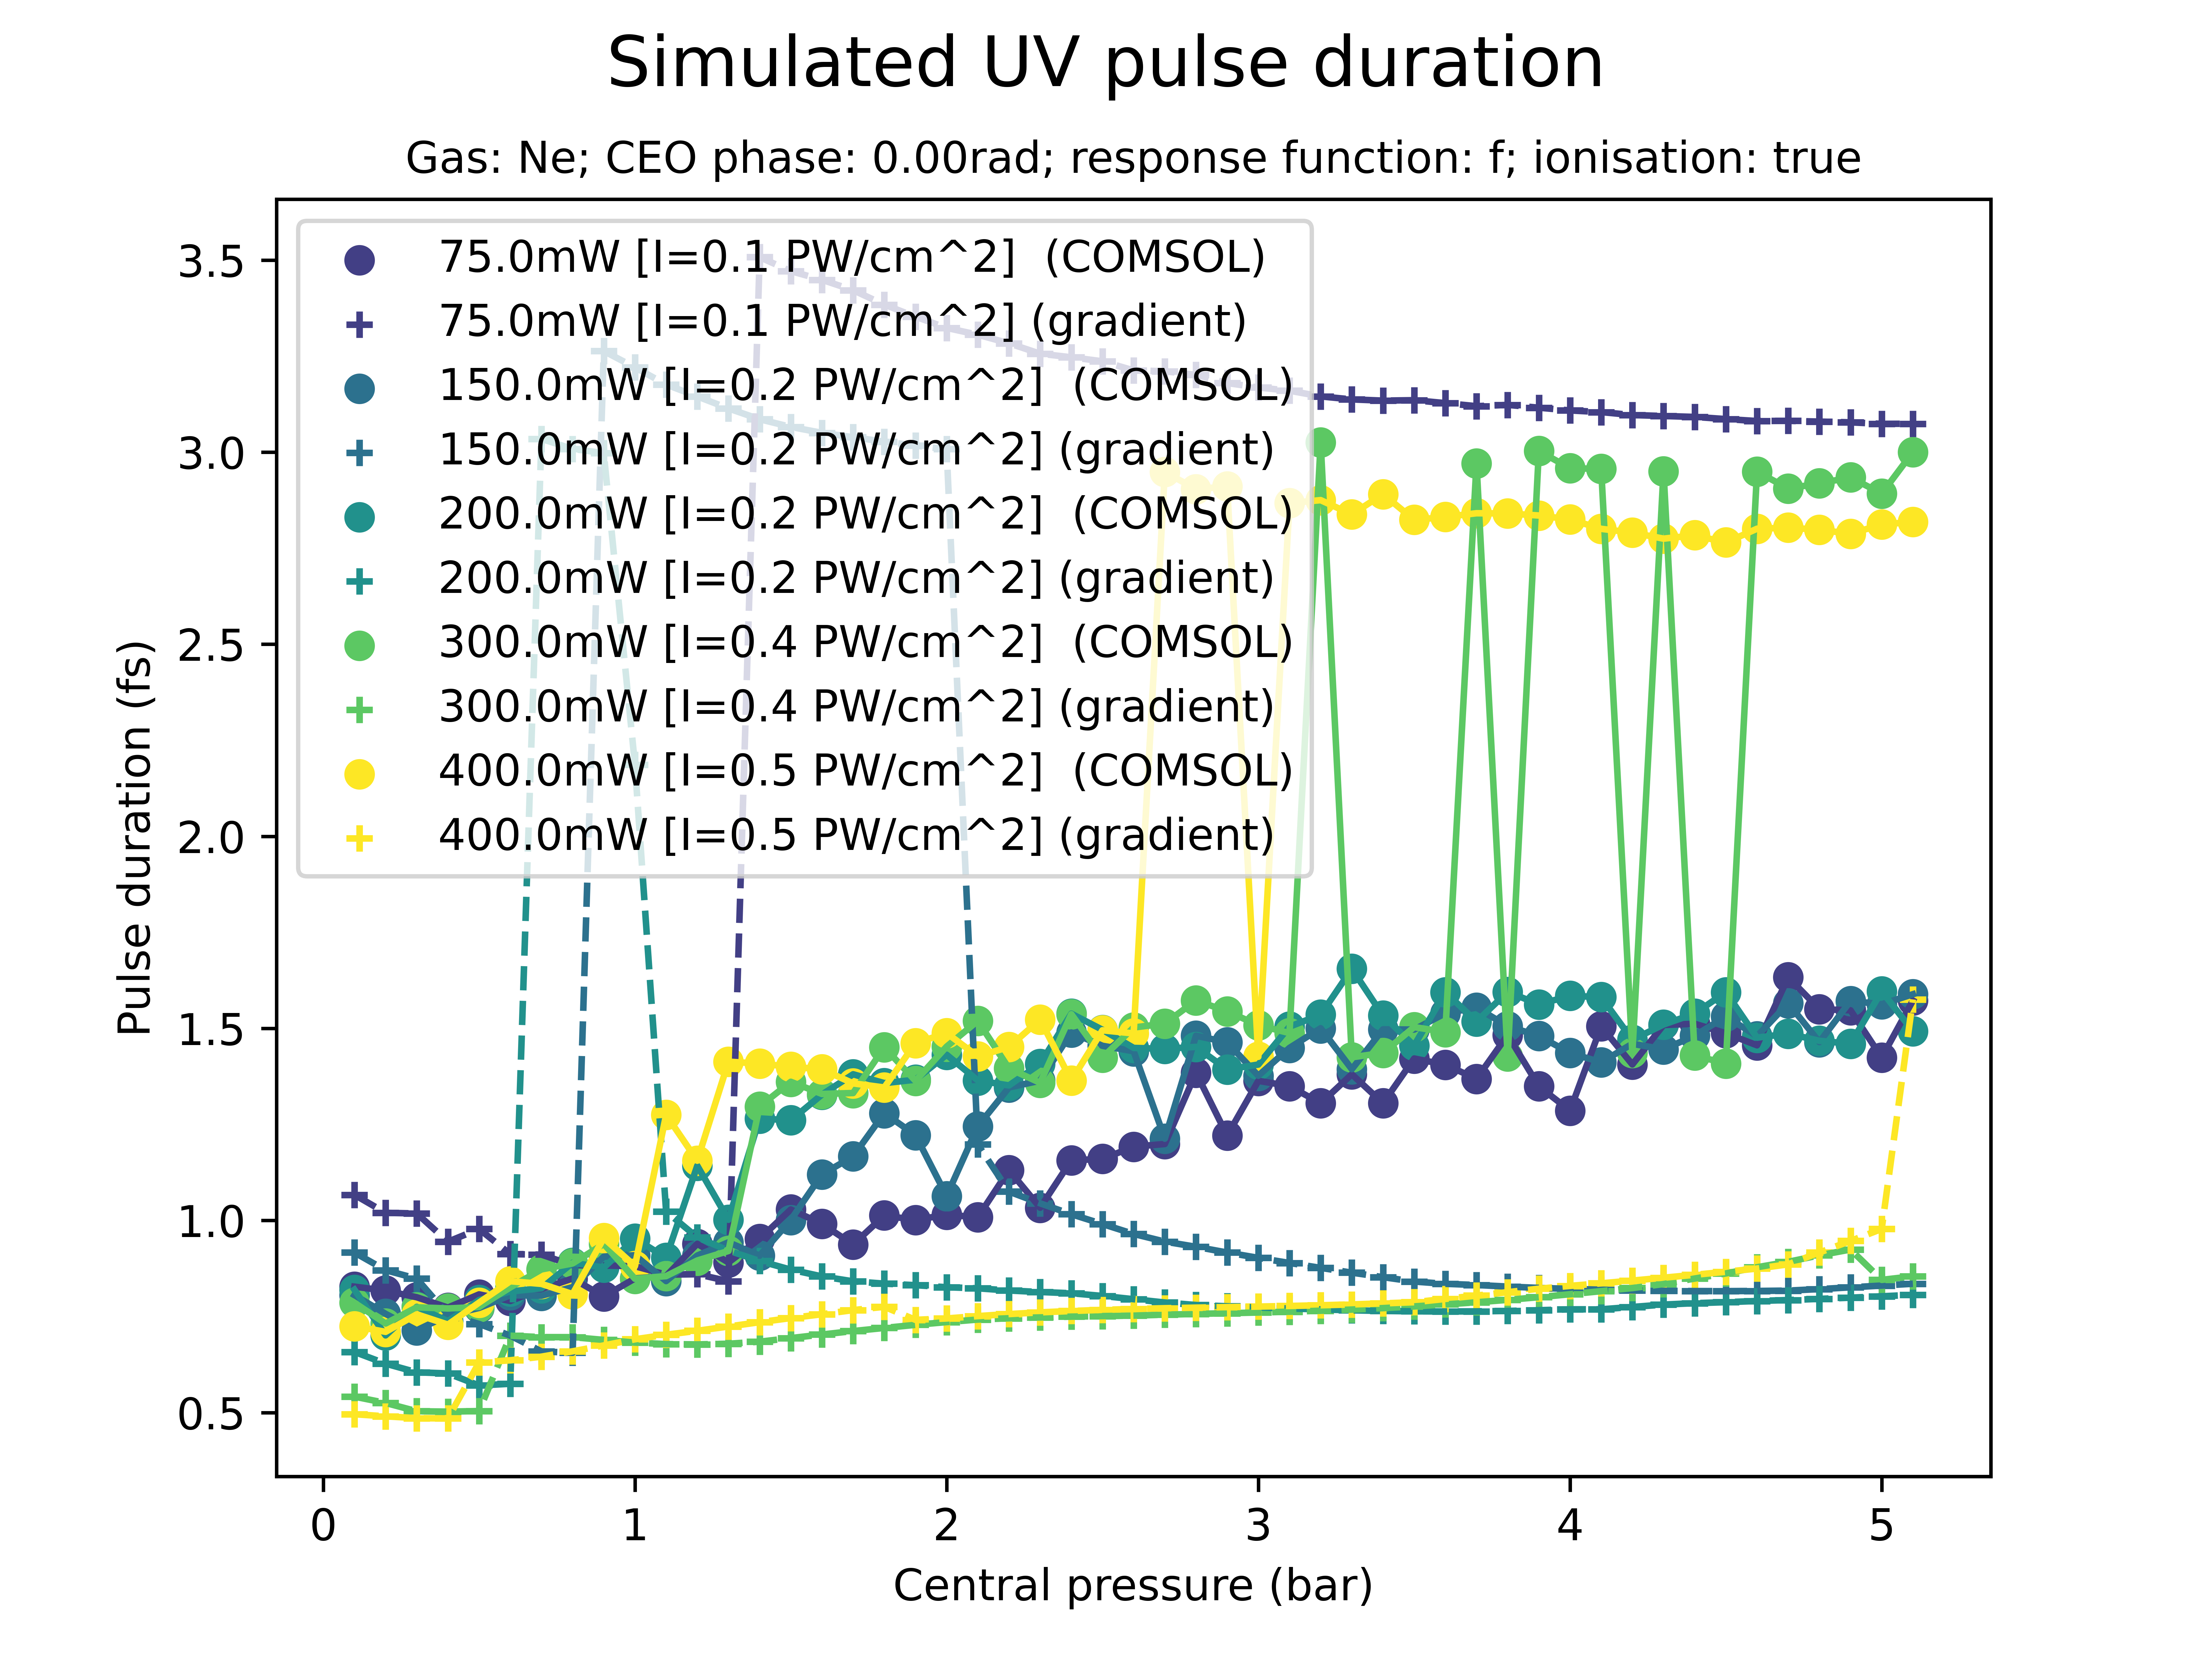 Simulated UV pulse duration
Gas: Ne; CEO phase: 0.00rad; response function: f; ionisation: true
75.0mW [I=0.1 PW/cm^2]  (COMSOL)
75.0mW [I=0.1 PW/cm^2] (gradient)
150.0mW [I=0.2 PW/cm^2]  (COMSOL)
150.0mW [I=0.2 PW/cm^2] (gradient)
200.0mW [I=0.2 PW/cm^2]  (COMSOL)
200.0mW [I=0.2 PW/cm^2] (gradient)
300.0mW [I=0.4 PW/cm^2]  (COMSOL)
300.0mW [I=0.4 PW/cm^2] (gradient)
400.0mW [I=0.5 PW/cm^2]  (COMSOL)
400.0mW [I=0.5 PW/cm^2] (gradient)
Pulse duration (fs)
3.5
3.0
2.5
2.0
1.5
1.0
0.5
0 1 2 3 4 5
Central pressure (bar)